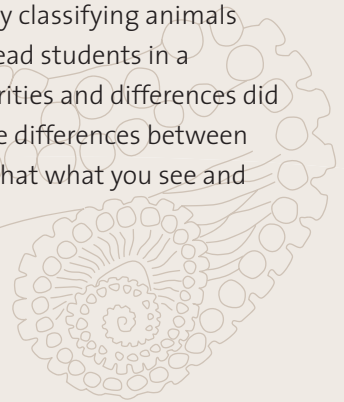 y classifying animals
ead students in a
rities and differences did
e differences between
hat what you see and